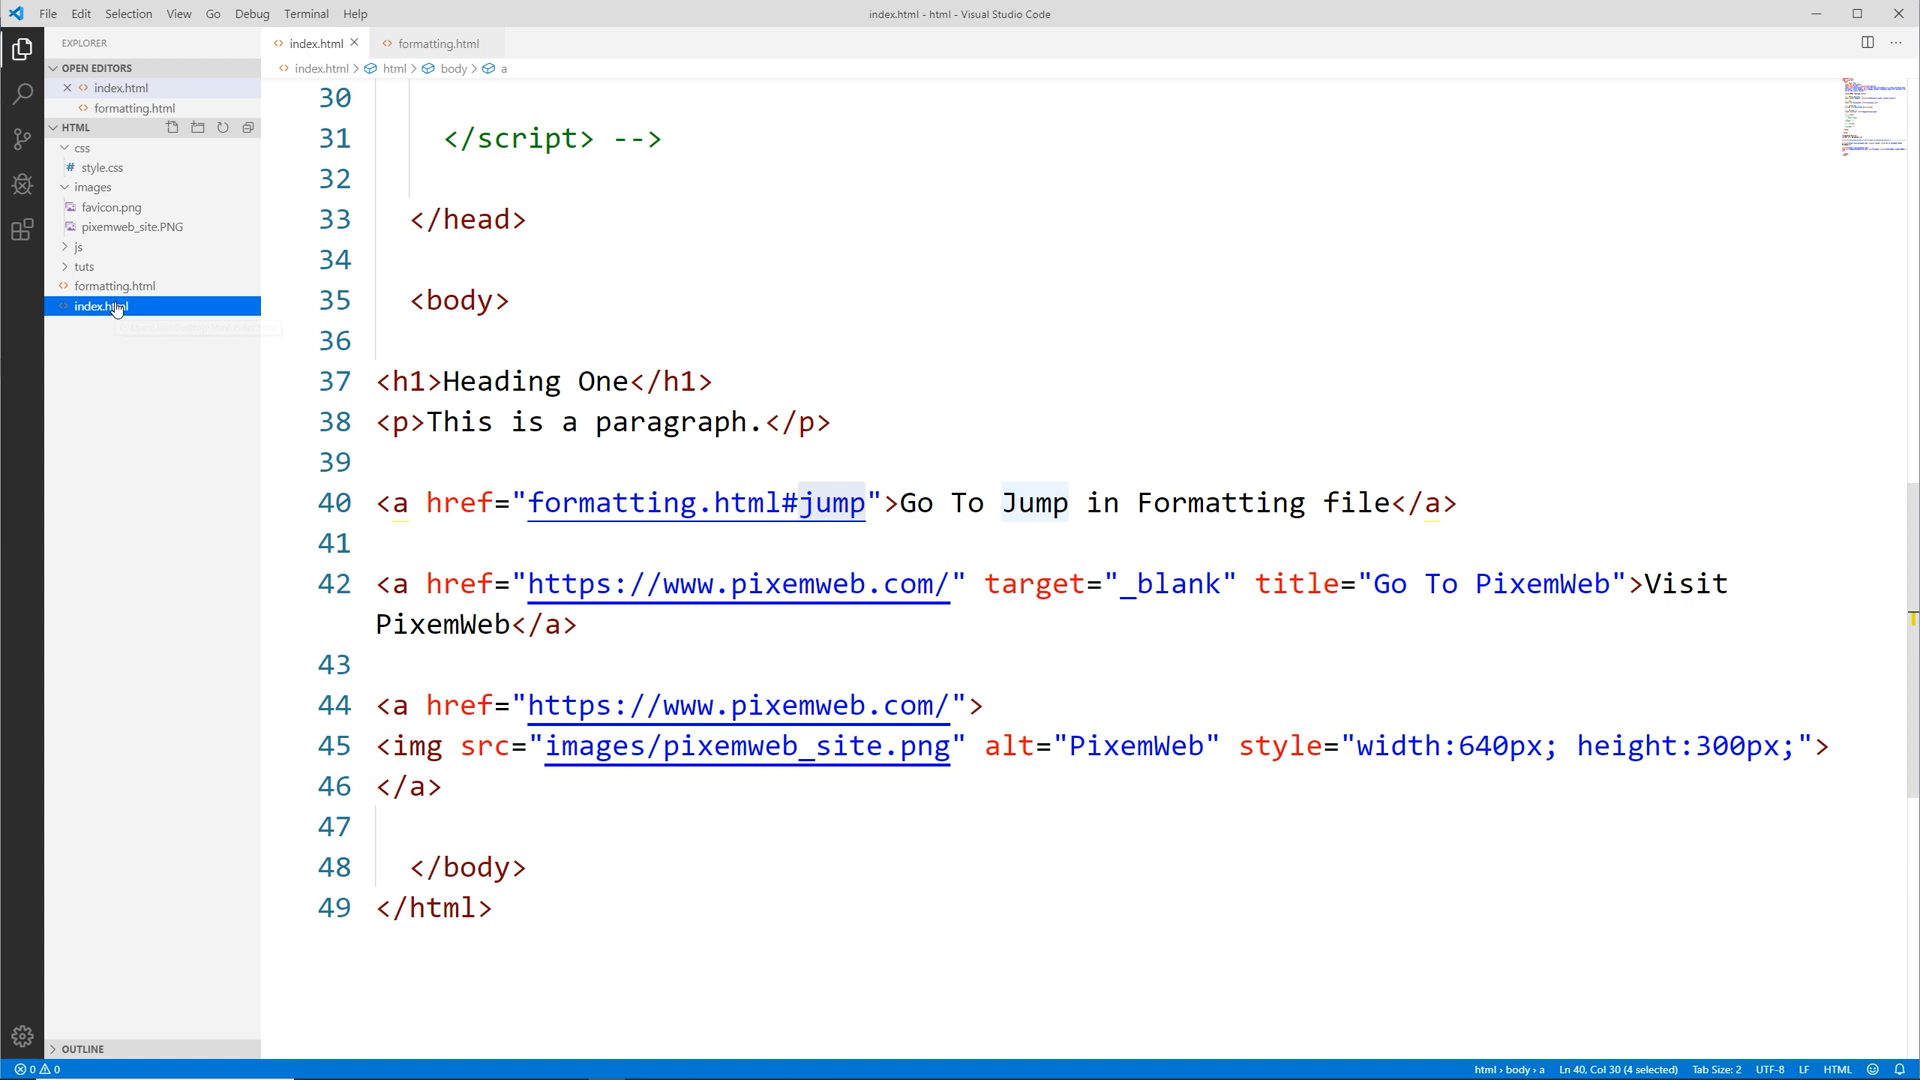 File Edit Selection View Go Debug Terminal Help
index.html - html - Visual Studio Code
EXPLORER
OPEN EDITORS
index.html
formatting.html
HTML
css
style.css
images
favicon.png
pixemweb_site.PNG
js
tuts
formatting.html
index.html
OUTLINE
index.html formatting.html
index.html > html > body > a
30
31 </script> -->
32
33 </head>
34
35 <body>
36
37 <h1>Heading One</h1>
38 <p>This is a paragraph.</p>
39
40 <a href="formatting.html#jump">Go To Jump in Formatting file</a>
41
42 <a href="https://www.pixemweb.com/" target="_blank" title="Go To PixemWeb">Visit
PixemWeb</a>
43
44 <a href="https://www.pixemweb.com/">
45 <img src="images/pixemweb_site.png" alt="PixemWeb" style="width:640px; height:300px;">
46 </a>
47
48 </body>
49 </html>
0 0
html > body > a Ln 40, Col 30 (4 selected) Tab Size: 2 UTF-8 LF HTML